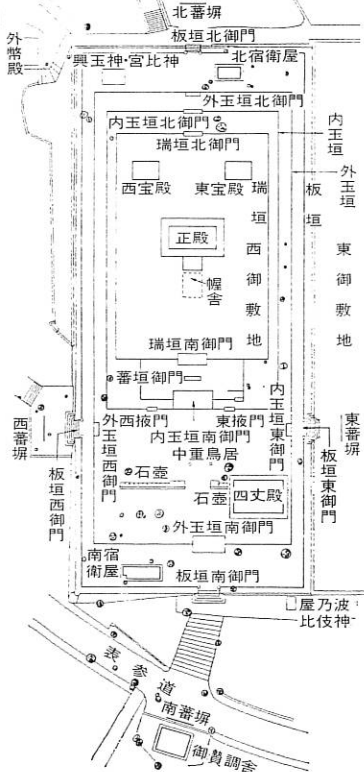 北蕃塀
外幣殿
板垣北御門
興玉神・宮比神
北宿衛屋
外玉垣北御門
内玉垣北御門
瑞垣北御門
内玉垣
外玉垣
板垣
東御敷地
西宝殿
東宝殿
瑞垣
西御敷地
正殿
幄舎
瑞垣南御門
蕃垣御門
西蕃塀
板垣西御門
外玉垣西御門
西掖門
東掖門
内玉垣南御門
内玉垣東御門
中重鳥居
東蕃塀
板垣東御門
石壺
石壺
四丈殿
外玉垣南御門
南宿
衛屋
板垣南御門
屋乃波
比伎神
表参道
南蕃塀
御贄調舎